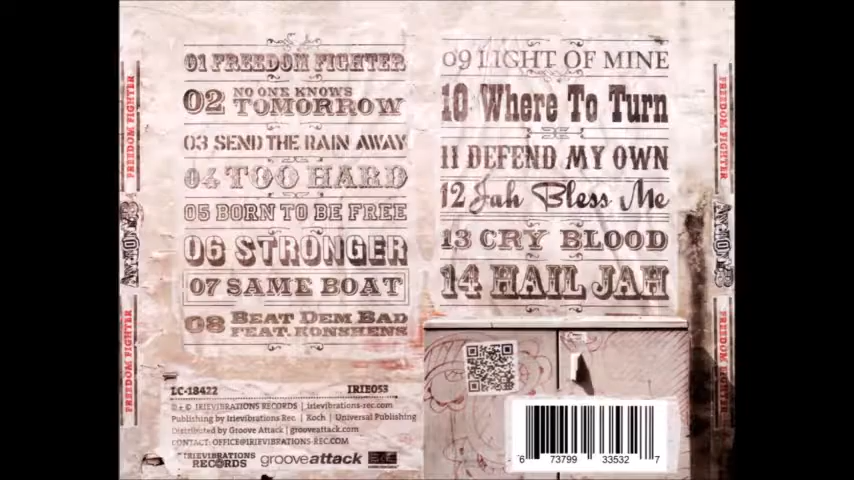 FREEDOM FIGHTER
ANTHONY B
FREEDOM FIGHTER
01 FREEDOM FIGHTER
02 NO ONE KNOWS
TOMORROW
03 SEND THE RAIN AWAY
04 TOO HARD
05 BORN TO BE FREE
06 STRONGER
07 SAME BOAT
08 BEAT DEM BAD
FEAT. KONSHENS
09 LIGHT OF MINE
10 Where To Turn
11 DEFEND MY OWN
12 Jah Bless Me
13 CRY BLOOD
14 HAIL JAH
LC-18422 IRIE053
℗ + © IRIEVIBRATIONS RECORDS | irievibrations-rec.com
Publishing by Irievibrations Rec. | Koch | Universal Publishing
Distributed by Groove Attack | grooveattack.com
CONTACT: OFFICE@IRIEVIBRATIONS-REC.COM
IRIEVIBRATIONS
RECORDS
grooveattack
6 73799 33532 7
FREEDOM FIGHTER
ANTHONY B
FREEDOM FIGHTER